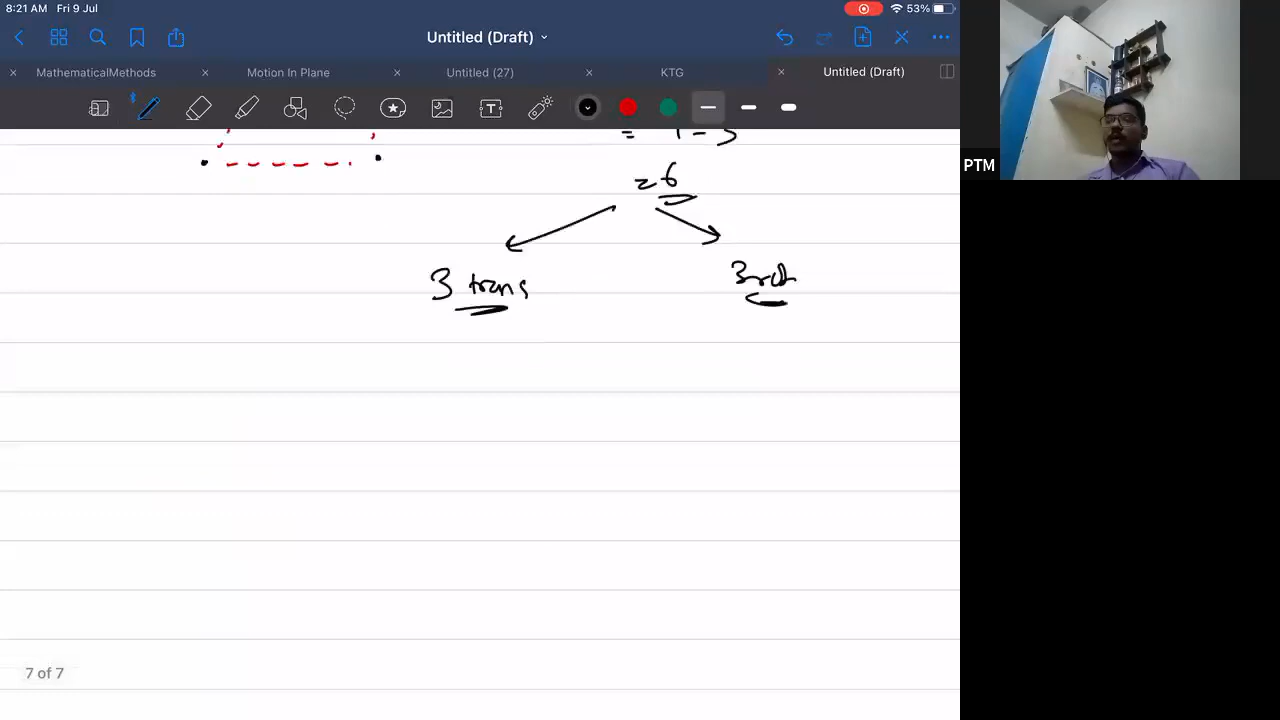 8:21 AM Fri 9 Jul
53%
Untitled (Draft)
MathematicalMethods
Motion In Plane
Untitled (27)
KTG
Untitled (Draft)
PTM
= 6
3 trans
3 rot
7 of 7